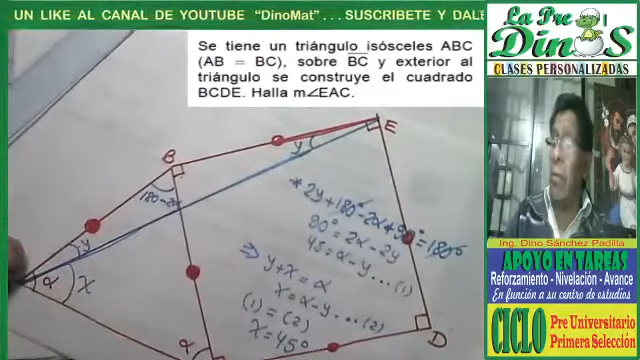 UN LIKE AL CANAL DE YOUTUBE "DinoMat"... SUSCRIBETE Y DALE
La Pre
Dino's
CLASES PERSONALIZADAS
Se tiene un triángulo isósceles ABC
(AB = BC), sobre BC y exterior al
triángulo se construye el cuadrado
BCDE. Halla m∠EAC.
B
E
y
180-2α
* 2y+180°-2α+90°=180°
90°=2α-2y
45=α-y...(1)
⇒ y+x=α
x=α-y...(2)
(1)=(2)
x=45°
y
α
x
α
D
Ing. Dino Sánchez Padilla
APOYO EN TAREAS
Reforzamiento - Nivelación - Avance
En función a su centro de estudios
CICLO
Pre Universitario
Primera Selección